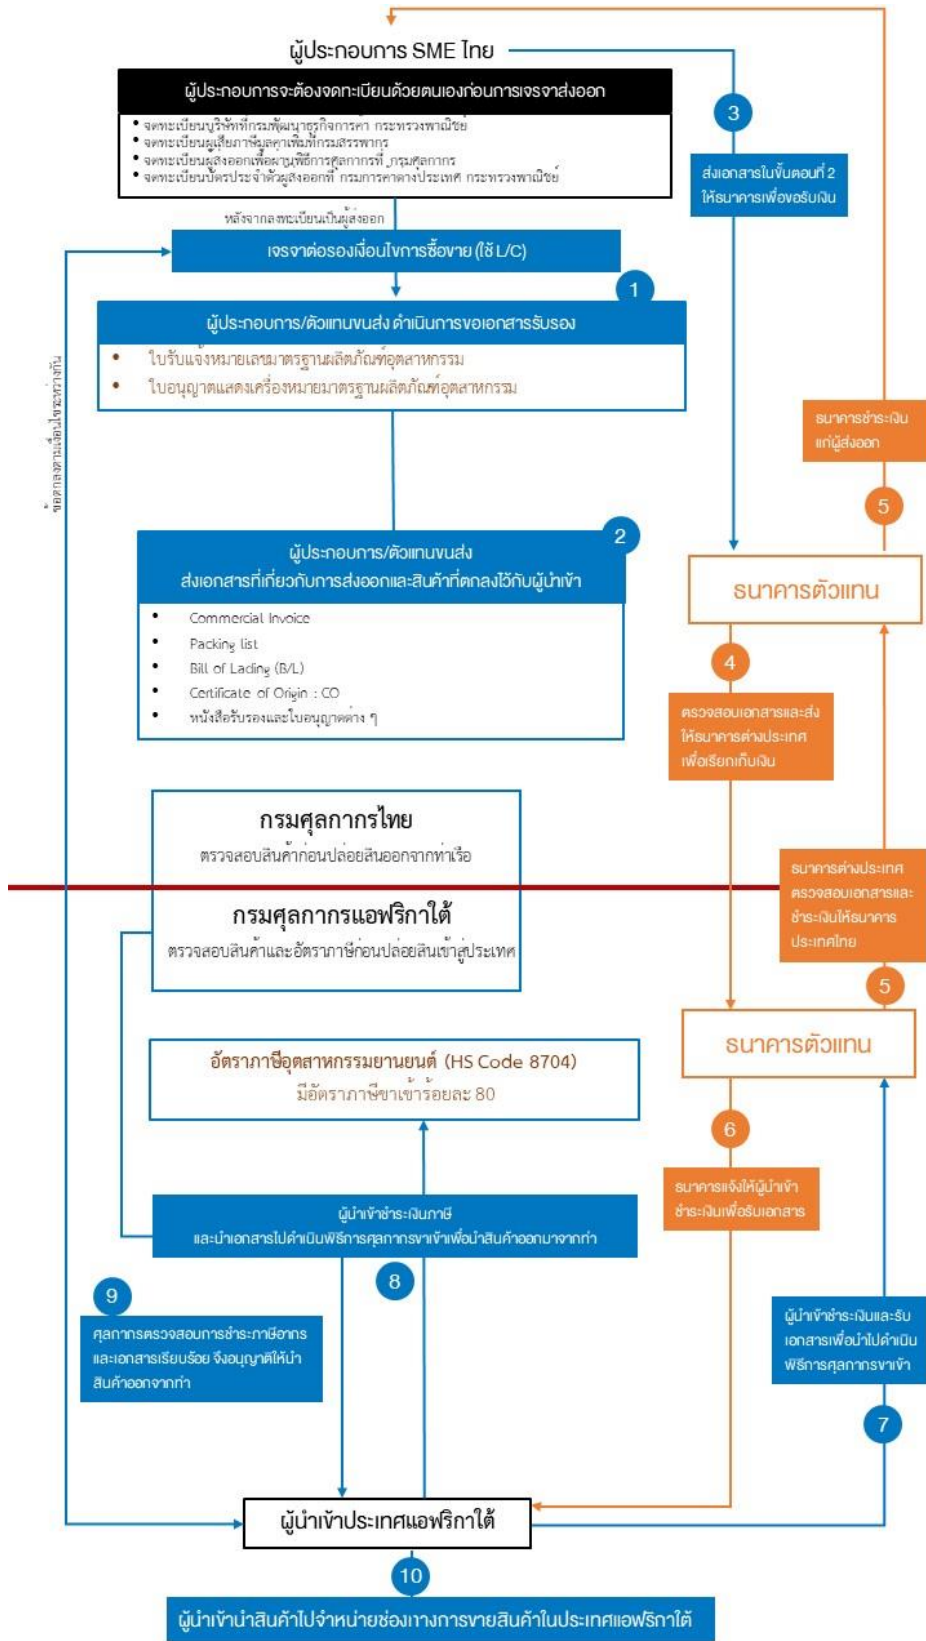 ผู้ประกอบการ SME ไทย
ผู้ประกอบการจะต้องจดทะเบียนด้วยตนเองก่อนการเจรจาส่งออก
• จดทะเบียนบริษัทที่กรมพัฒนาธุรกิจการค้า กระทรวงพาณิชย์
• จดทะเบียนผู้เสียภาษีมูลค่าเพิ่มที่กรมสรรพากร
• จดทะเบียนผู้ส่งออกเพื่อผ่านพิธีการศุลกากรที่ กรมศุลกากร
• จดทะเบียนบัตรประจำตัวผู้ส่งออกที่ กรมการค้าต่างประเทศ กระทรวงพาณิชย์
3
ส่งเอกสารในขั้นตอนที่ 2
ให้ธนาคารเพื่อขอรับเงิน
หลังจากลงทะเบียนเป็นผู้ส่งออก
เจรจาต่อรองเงื่อนไขการซื้อขาย (ใช้ L/C)
1
ผู้ประกอบการ/ตัวแทนขนส่ง ดำเนินการขอเอกสารรับรอง
• ใบรับแจ้งหมายเลขมาตรฐานผลิตภัณฑ์อุตสาหกรรม
• ใบอนุญาตแสดงเครื่องหมายมาตรฐานผลิตภัณฑ์อุตสาหกรรม
ข้อตกลงตามเงื่อนไขระหว่างกัน
ธนาคารชำระเงิน
แก่ผู้ส่งออก
5
2
ผู้ประกอบการ/ตัวแทนขนส่ง
ส่งเอกสารที่เกี่ยวกับการส่งออกและสินค้าที่ตกลงไว้กับผู้นำเข้า
• Commercial Invoice
• Packing list
• Bill of Lading (B/L)
• Certificate of Origin : CO
• หนังสือรับรองและใบอนุญาตต่าง ๆ
ธนาคารตัวแทน
4
ตรวจสอบเอกสารและส่ง
ให้ธนาคารต่างประเทศ
เพื่อเรียกเก็บเงิน
กรมศุลกากรไทย
ตรวจสอบสินค้าก่อนปล่อยสินออกจากท่าเรือ
กรมศุลกากรแอฟริกาใต้
ตรวจสอบสินค้าและอัตราภาษีก่อนปล่อยสินเข้าสู่ประเทศ
ธนาคารต่างประเทศ
ตรวจสอบเอกสารและ
ชำระเงินให้ธนาคาร
ประเทศไทย
5
ธนาคารตัวแทน
อัตราภาษีอุตสาหกรรมยานยนต์ (HS Code 8704)
มีอัตราภาษีขาเข้าร้อยละ 80
6
ธนาคารแจ้งให้ผู้นำเข้า
ชำระเงินเพื่อรับเอกสาร
ผู้นำเข้าชำระเงินภาษี
และนำเอกสารไปดำเนินพิธีการศุลกากรขาเข้าเพื่อนำสินค้าออกมาจากท่า
8
9
ศุลกากรตรวจสอบการชำระภาษีอากร
และเอกสารเรียบร้อย จึงอนุญาติให้นำ
สินค้าออกจากท่า
ผู้นำเข้าชำระเงินและรับ
เอกสารเพื่อนำไปดำเนิน
พิธีการศุลกากรขาเข้า
7
ผู้นำเข้าประเทศแอฟริกาใต้
10
ผู้นำเข้านำสินค้าไปจำหน่ายช่องทางการขายสินค้าในประเทศแอฟริกาใต้